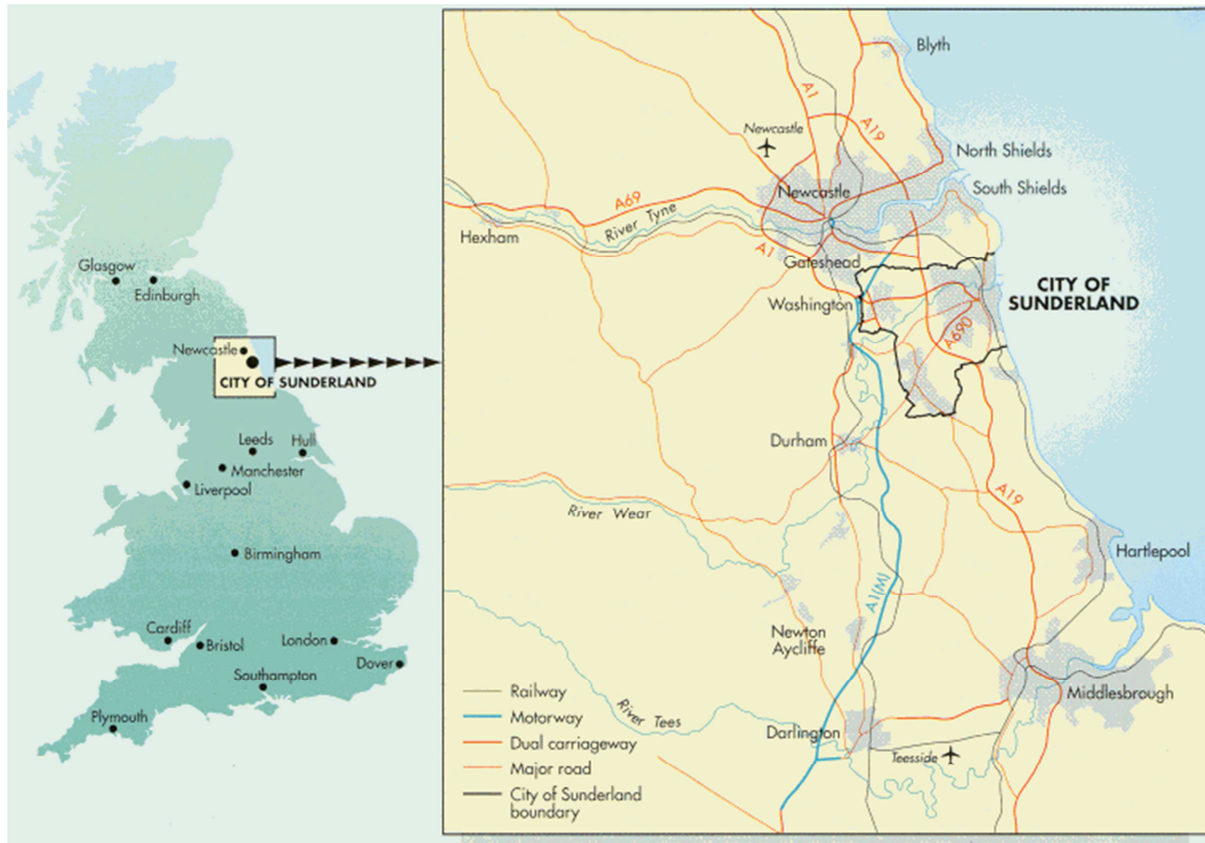 Glasgow
Edinburgh
Newcastle
CITY OF SUNDERLAND
Leeds
Hull
Manchester
Liverpool
Birmingham
Cardiff
Bristol
London
Dover
Southampton
Plymouth
Blyth
A1
A19
Newcastle
North Shields
Newcastle
South Shields
A69
River Tyne
Hexham
A1
Gateshead
Washington
CITY OF
SUNDERLAND
A690
Durham
A19
River Wear
Hartlepool
A1(M)
Newton
Aycliffe
Middlesbrough
River Tees
Darlington
Teesside
Railway
Motorway
Dual carriageway
Major road
City of Sunderland
boundary